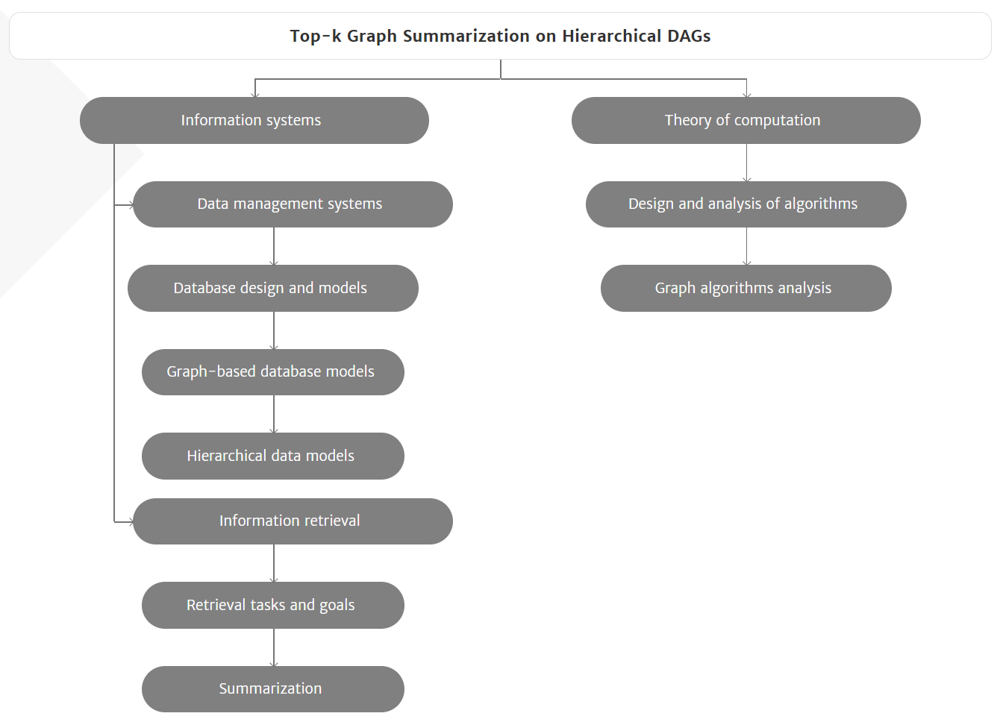 Top-k Graph Summarization on Hierarchical DAGs
Information systems
Theory of computation
Data management systems
Design and analysis of algorithms
Database design and models
Graph algorithms analysis
Graph-based database models
Hierarchical data models
Information retrieval
Retrieval tasks and goals
Summarization